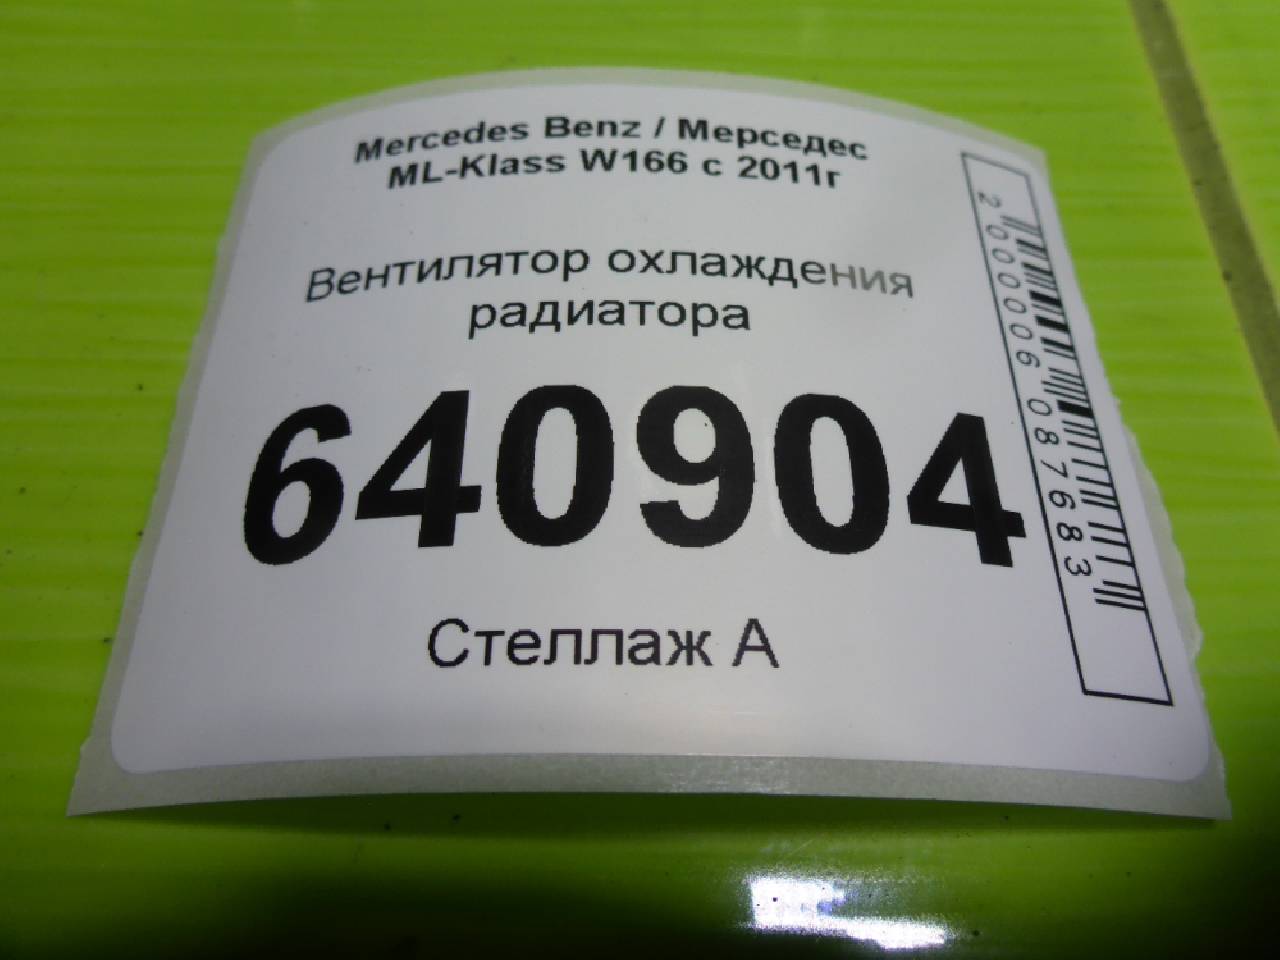 Mercedes Benz / Мерседес
ML-Klass W166 с 2011г
Вентилятор охлаждения
радиатора
640904
Стеллаж А
2000006087683